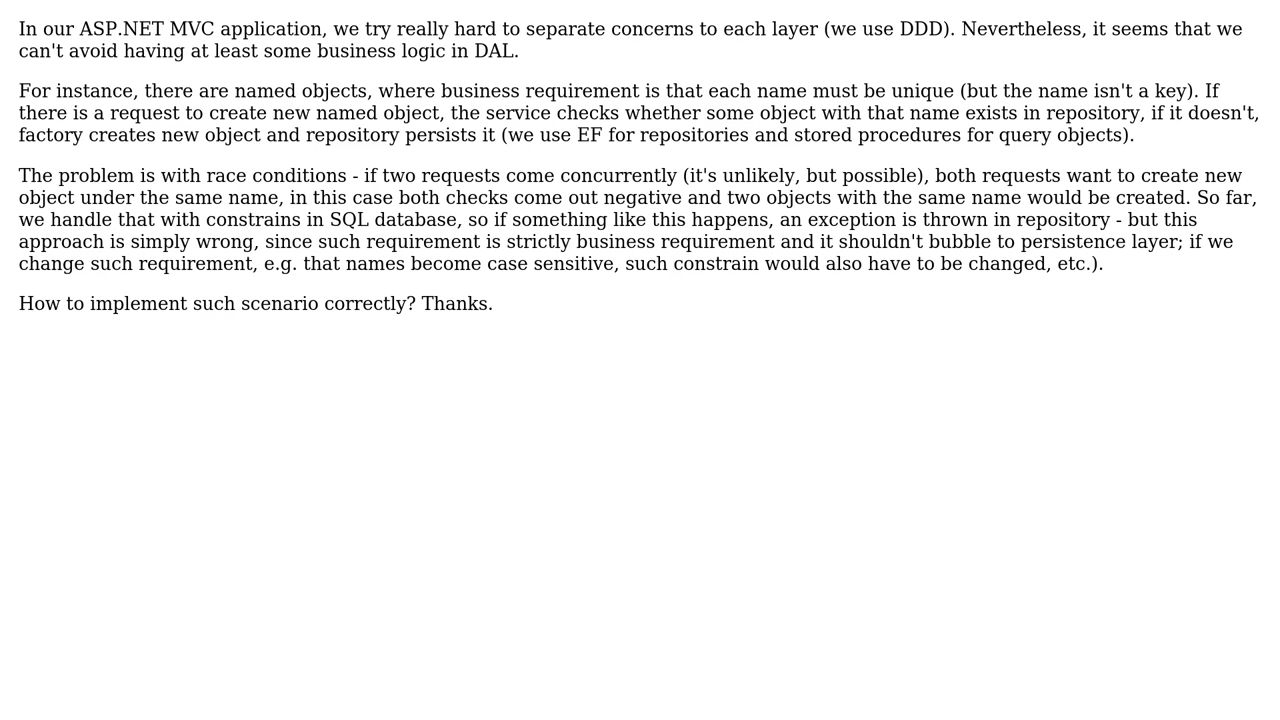 In our ASP.NET MVC application, we try really hard to separate concerns to each layer (we use DDD). Nevertheless, it seems that we
can't avoid having at least some business logic in DAL.
For instance, there are named objects, where business requirement is that each name must be unique (but the name isn't a key). If
there is a request to create new named object, the service checks whether some object with that name exists in repository, if it doesn't,
factory creates new object and repository persists it (we use EF for repositories and stored procedures for query objects).
The problem is with race conditions - if two requests come concurrently (it's unlikely, but possible), both requests want to create new
object under the same name, in this case both checks come out negative and two objects with the same name would be created. So far,
we handle that with constrains in SQL database, so if something like this happens, an exception is thrown in repository - but this
approach is simply wrong, since such requirement is strictly business requirement and it shouldn't bubble to persistence layer; if we
change such requirement, e.g. that names become case sensitive, such constrain would also have to be changed, etc.).
How to implement such scenario correctly? Thanks.